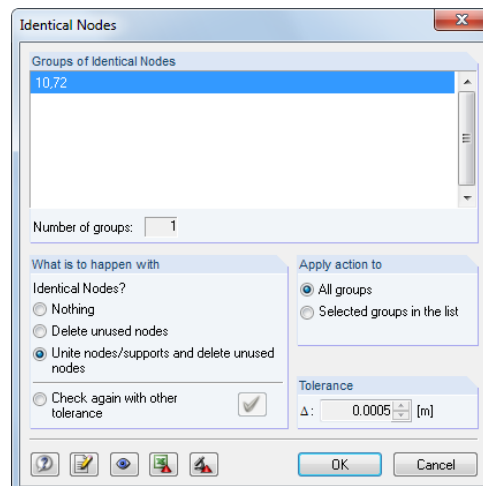 Identical Nodes
Groups of Identical Nodes
10,72
Number of groups: 1
What is to happen with
Identical Nodes?
Nothing
Delete unused nodes
Unite nodes/supports and delete unused
nodes
Check again with other
tolerance
Apply action to
All groups
Selected groups in the list
Tolerance
Δ: 0.0005 [m]
OK Cancel